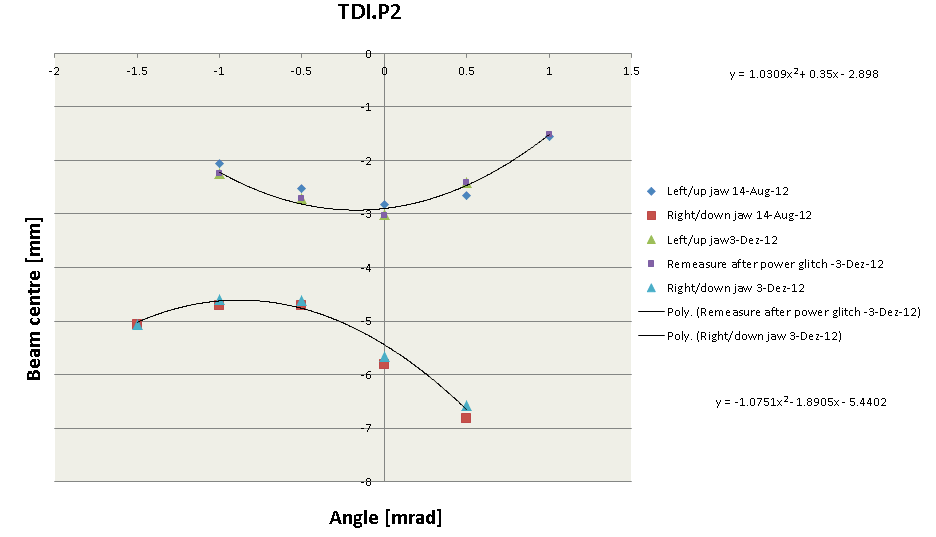 TDI.P2
0
-2 -1.5 -1 -0.5 0 0.5 1 1.5
-1
-2
-3
-4
-5
-6
-7
-8
Beam centre [mm]
Angle [mrad]
y = 1.0309x²+ 0.35x - 2.898
Left/up jaw 14-Aug-12
Right/down jaw 14-Aug-12
Left/up jaw3-Dez-12
Remeasure after power glitch -3-Dez-12
Right/down jaw 3-Dez-12
Poly. (Remeasure after power glitch -3-Dez-12)
Poly. (Right/down jaw 3-Dez-12)
y = -1.0751x²- 1.8905x - 5.4402